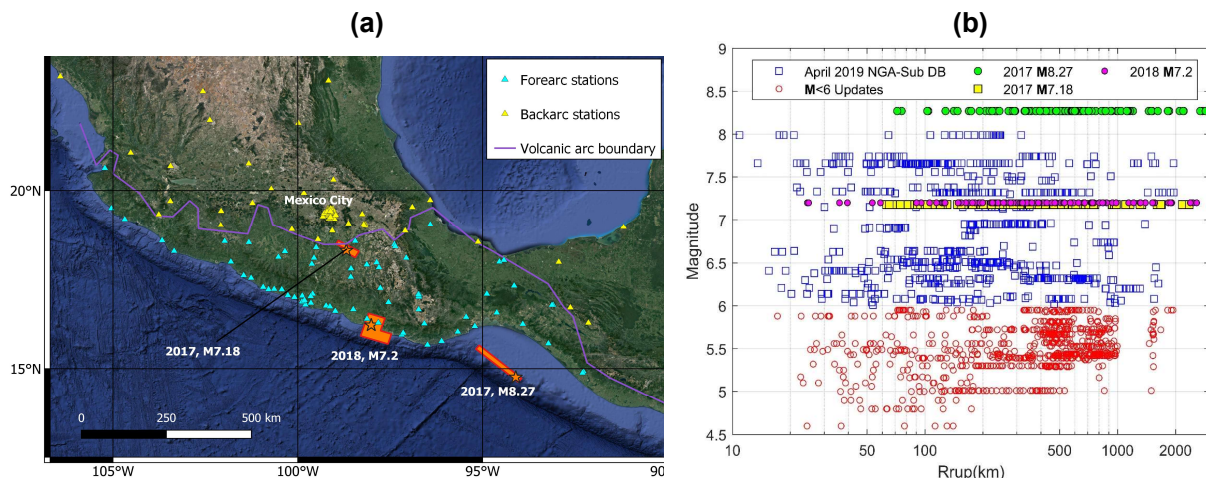 (a)
Forearc stations
Backarc stations
Volcanic arc boundary
20°N
Mexico City
2017, M7.18
2018, M7.2
15°N
2017, M8.27
0 250 500 km
105°W 100°W 95°W 90
(b)
9
8.5
8
7.5
7
6.5
6
5.5
5
4.5
Magnitude
April 2019 NGA-Sub DB
M<6 Updates
2017 M8.27
2017 M7.18
2018 M7.2
10 50 100 500 1000 2000
Rrup(km)